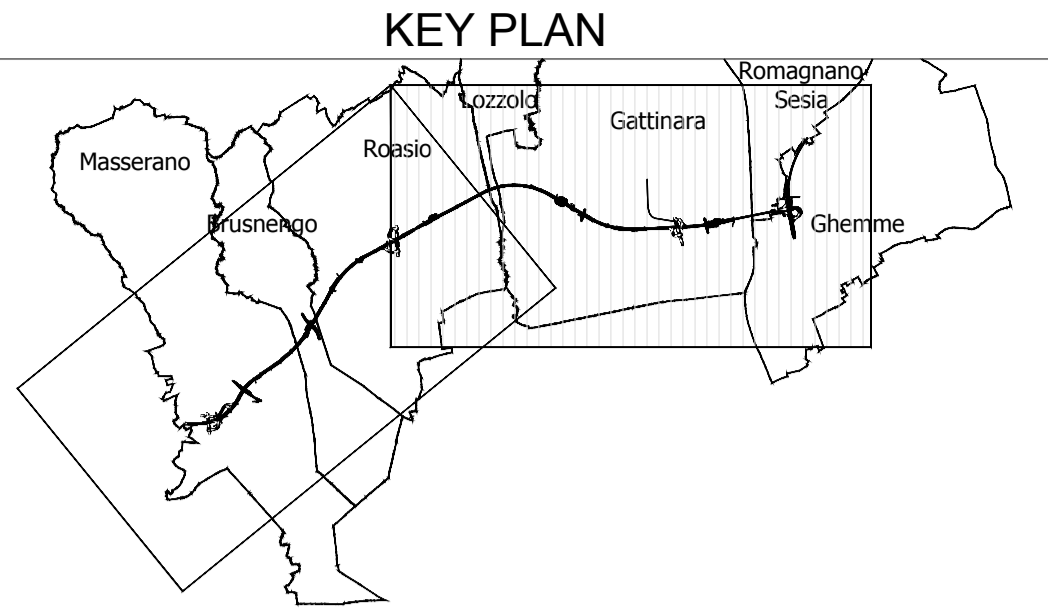 KEY PLAN
Romagnano
Sesia
Lozzolo
Gattinara
Roasio
Masserano
Brusnengo
Ghemme